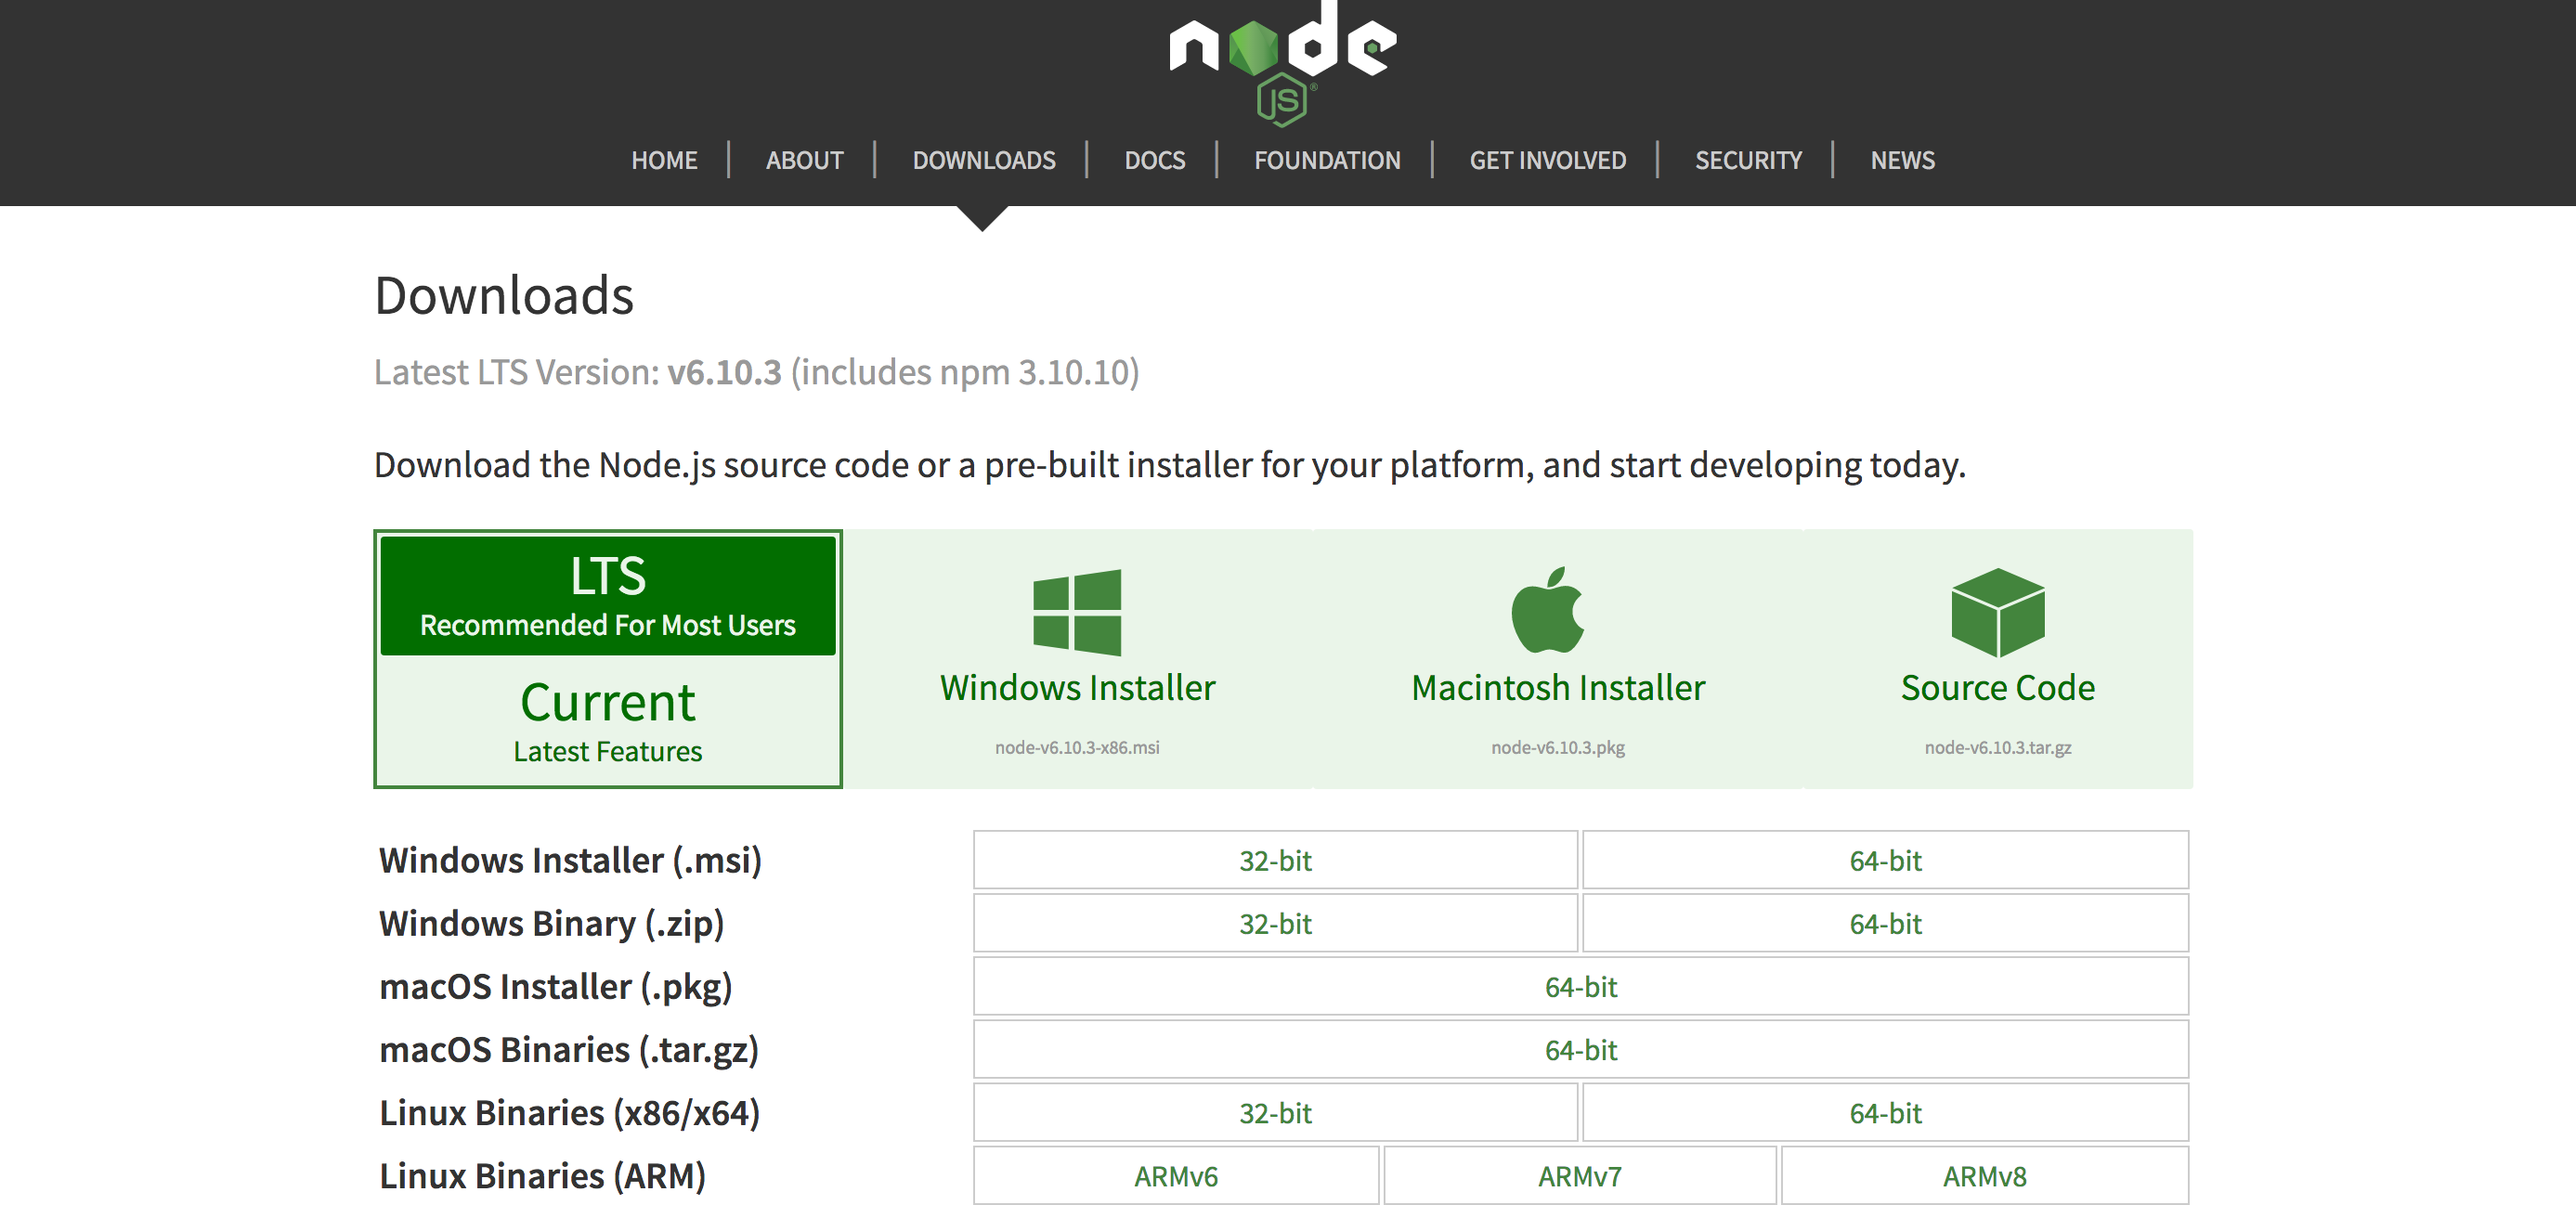 node
JS®
HOME ABOUT DOWNLOADS DOCS FOUNDATION GET INVOLVED SECURITY NEWS
Downloads
Latest LTS Version: v6.10.3 (includes npm 3.10.10)
Download the Node.js source code or a pre-built installer for your platform, and start developing today.
LTS
Recommended For Most Users
Current
Latest Features
Windows Installer
node-v6.10.3-x86.msi
Macintosh Installer
node-v6.10.3.pkg
Source Code
node-v6.10.3.tar.gz
Windows Installer (.msi) 32-bit 64-bit
Windows Binary (.zip) 32-bit 64-bit
macOS Installer (.pkg) 64-bit
macOS Binaries (.tar.gz) 64-bit
Linux Binaries (x86/x64) 32-bit 64-bit
Linux Binaries (ARM) ARMv6 ARMv7 ARMv8